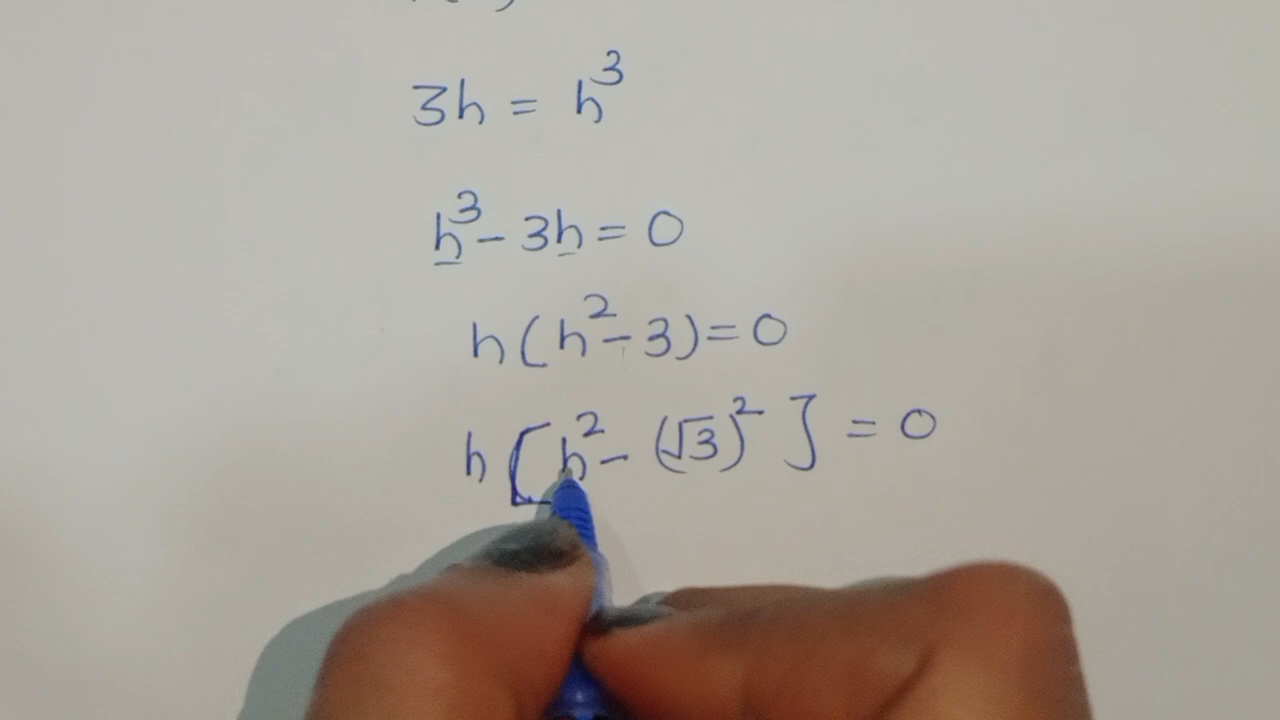 3h = h³
h³ - 3h = 0
h(h² - 3) = 0
h[h² - (√3)²] = 0